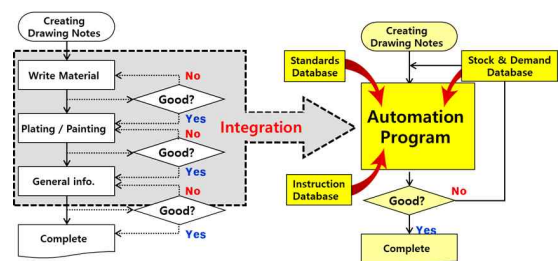 Creating
Drawing Notes
Write Material
No
Good?
Yes
Plating / Painting
No
Good?
Yes
General info.
No
Good?
Yes
Complete
Integration
Creating
Drawing Notes
Standards
Database
Stock & Demand
Database
Automation
Program
Instruction
Database
Good?
No
Yes
Complete